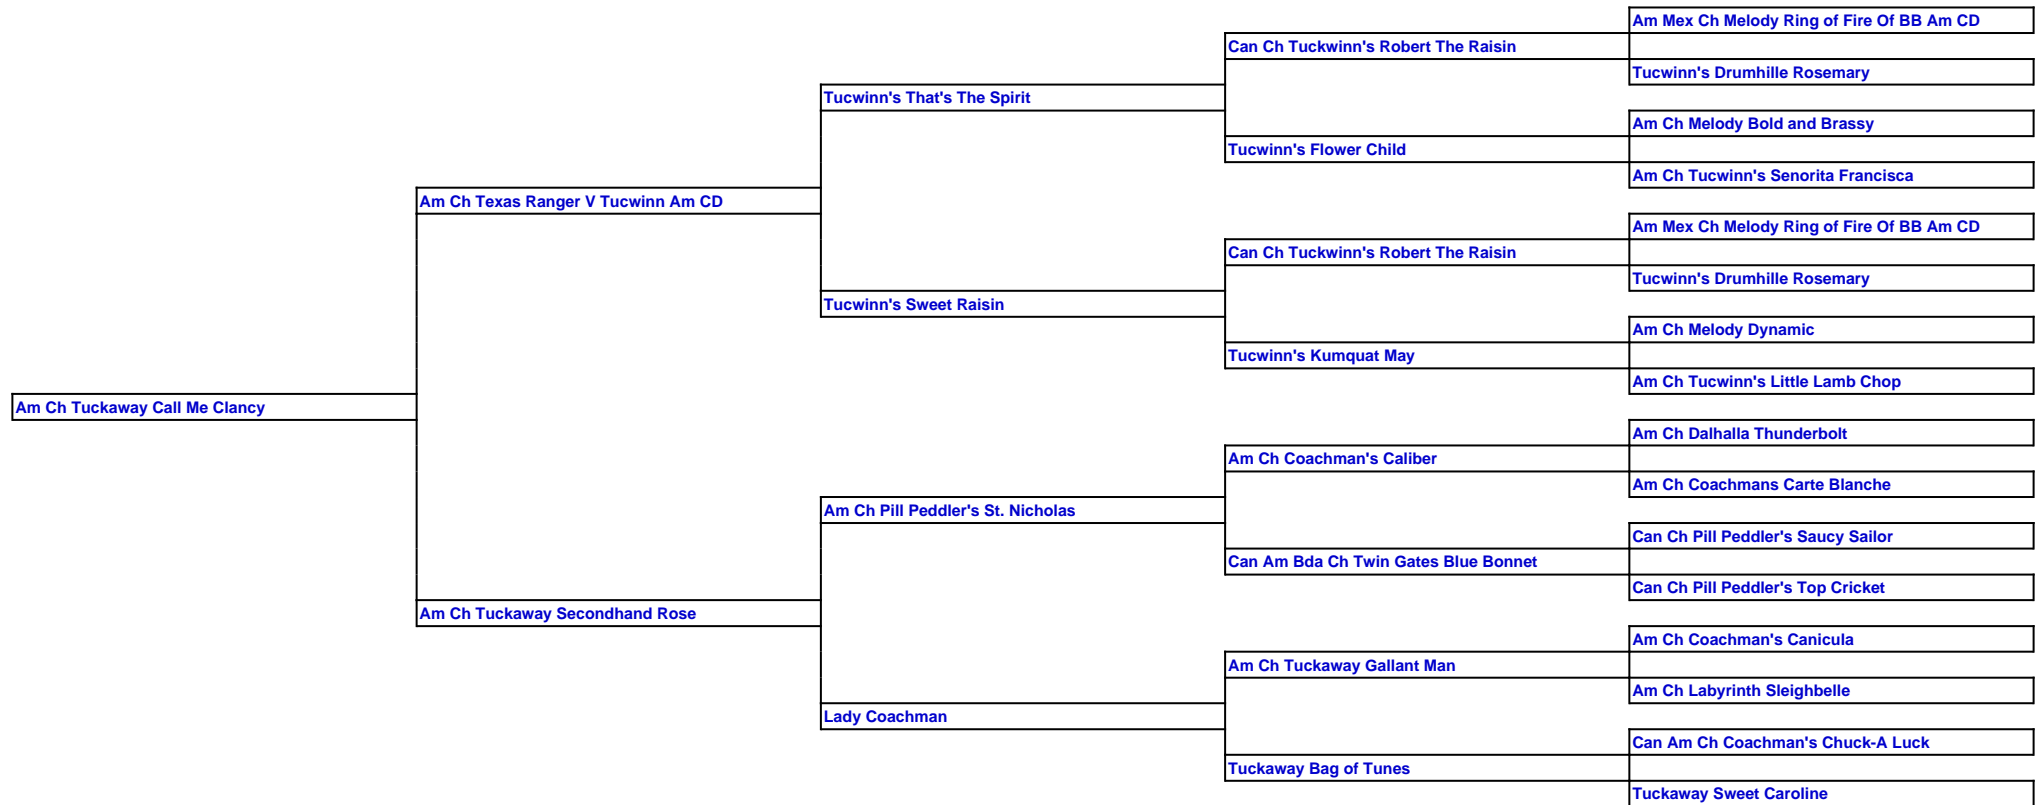 Am Mex Ch Melody Ring of Fire Of BB Am CD
Can Ch Tuckwinn's Robert The Raisin
Tucwinn's Drumhille Rosemary
Tucwinn's That's The Spirit
Am Ch Melody Bold and Brassy
Tucwinn's Flower Child
Am Ch Tucwinn's Senorita Francisca
Am Ch Texas Ranger V Tucwinn Am CD
Am Mex Ch Melody Ring of Fire Of BB Am CD
Can Ch Tuckwinn's Robert The Raisin
Tucwinn's Drumhille Rosemary
Tucwinn's Sweet Raisin
Am Ch Melody Dynamic
Tucwinn's Kumquat May
Am Ch Tucwinn's Little Lamb Chop
Am Ch Tuckaway Call Me Clancy
Am Ch Dalhalla Thunderbolt
Am Ch Coachman's Caliber
Am Ch Coachmans Carte Blanche
Am Ch Pill Peddler's St. Nicholas
Can Ch Pill Peddler's Saucy Sailor
Can Am Bda Ch Twin Gates Blue Bonnet
Can Ch Pill Peddler's Top Cricket
Am Ch Tuckaway Secondhand Rose
Am Ch Coachman's Canicula
Am Ch Tuckaway Gallant Man
Am Ch Labyrinth Sleighbelle
Lady Coachman
Can Am Ch Coachman's Chuck-A Luck
Tuckaway Bag of Tunes
Tuckaway Sweet Caroline